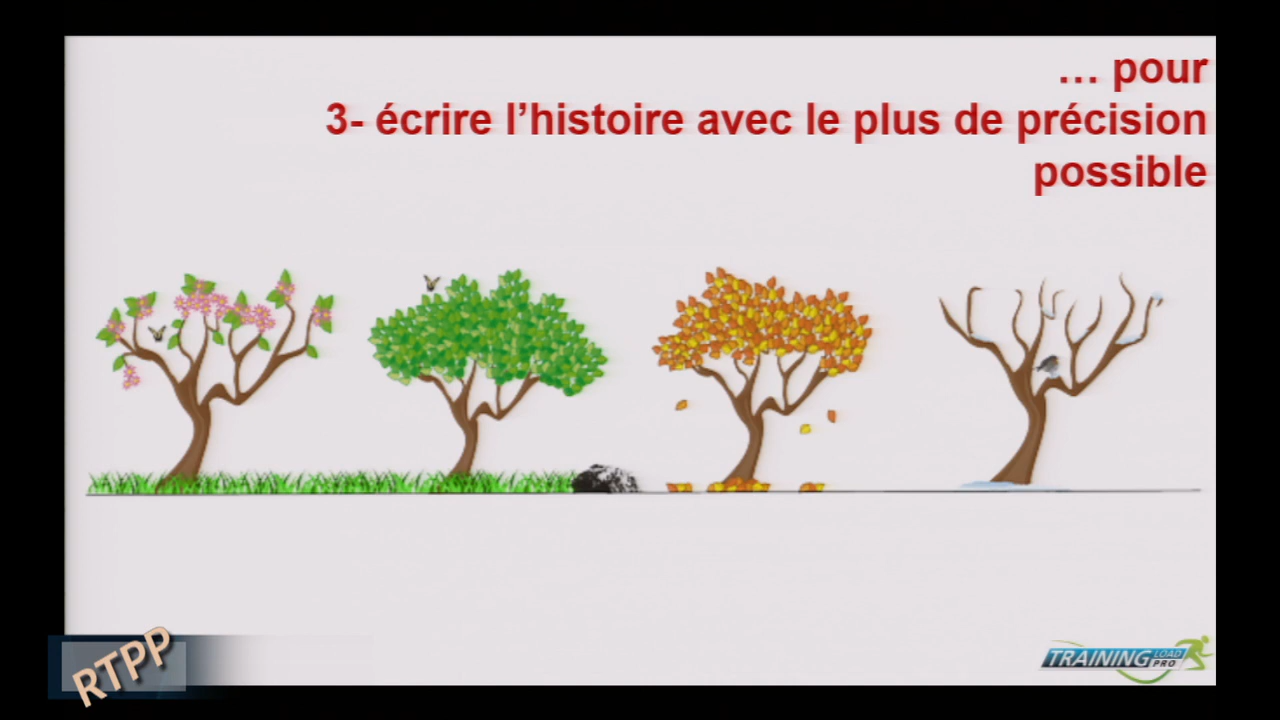 … pour
3- écrire l’histoire avec le plus de précision
possible
RTPP
TRAINING LOAD PRO